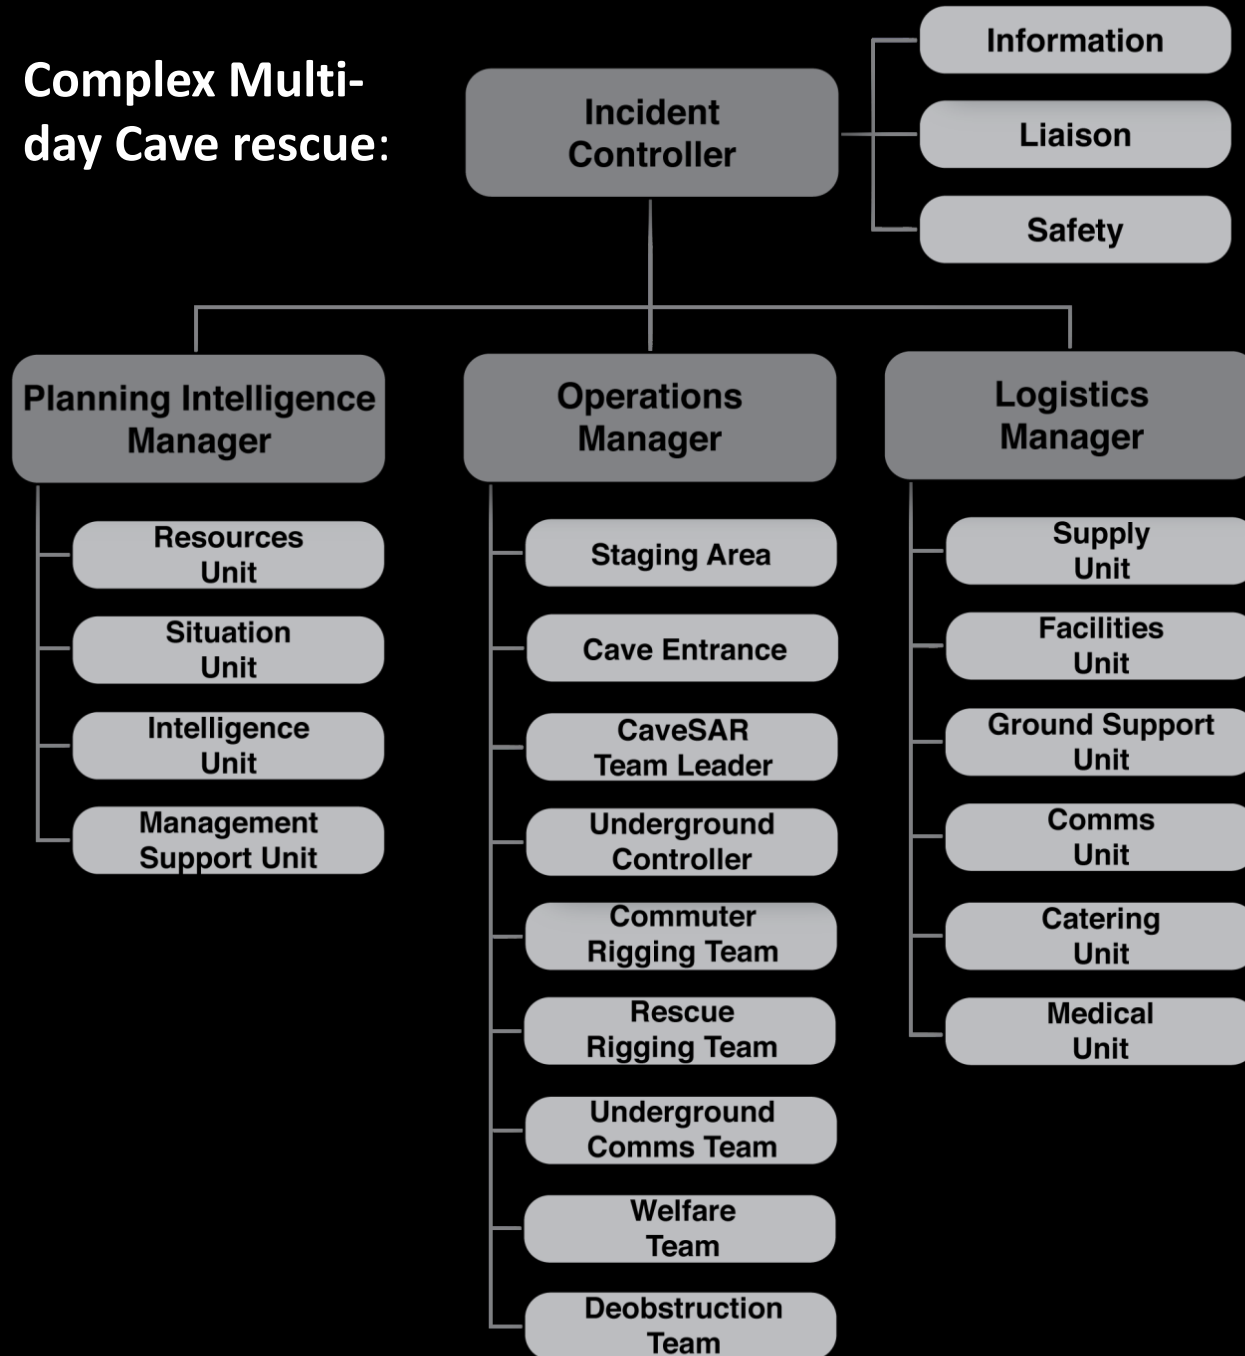 Complex Multi-
day Cave rescue:
Incident
Controller
Information
Liaison
Safety
Planning Intelligence
Manager
Resources
Unit
Situation
Unit
Intelligence
Unit
Management
Support Unit
Operations
Manager
Staging Area
Cave Entrance
CaveSAR
Team Leader
Underground
Controller
Commuter
Rigging Team
Rescue
Rigging Team
Underground
Comms Team
Welfare
Team
Deobstruction
Team
Logistics
Manager
Supply
Unit
Facilities
Unit
Ground Support
Unit
Comms
Unit
Catering
Unit
Medical
Unit